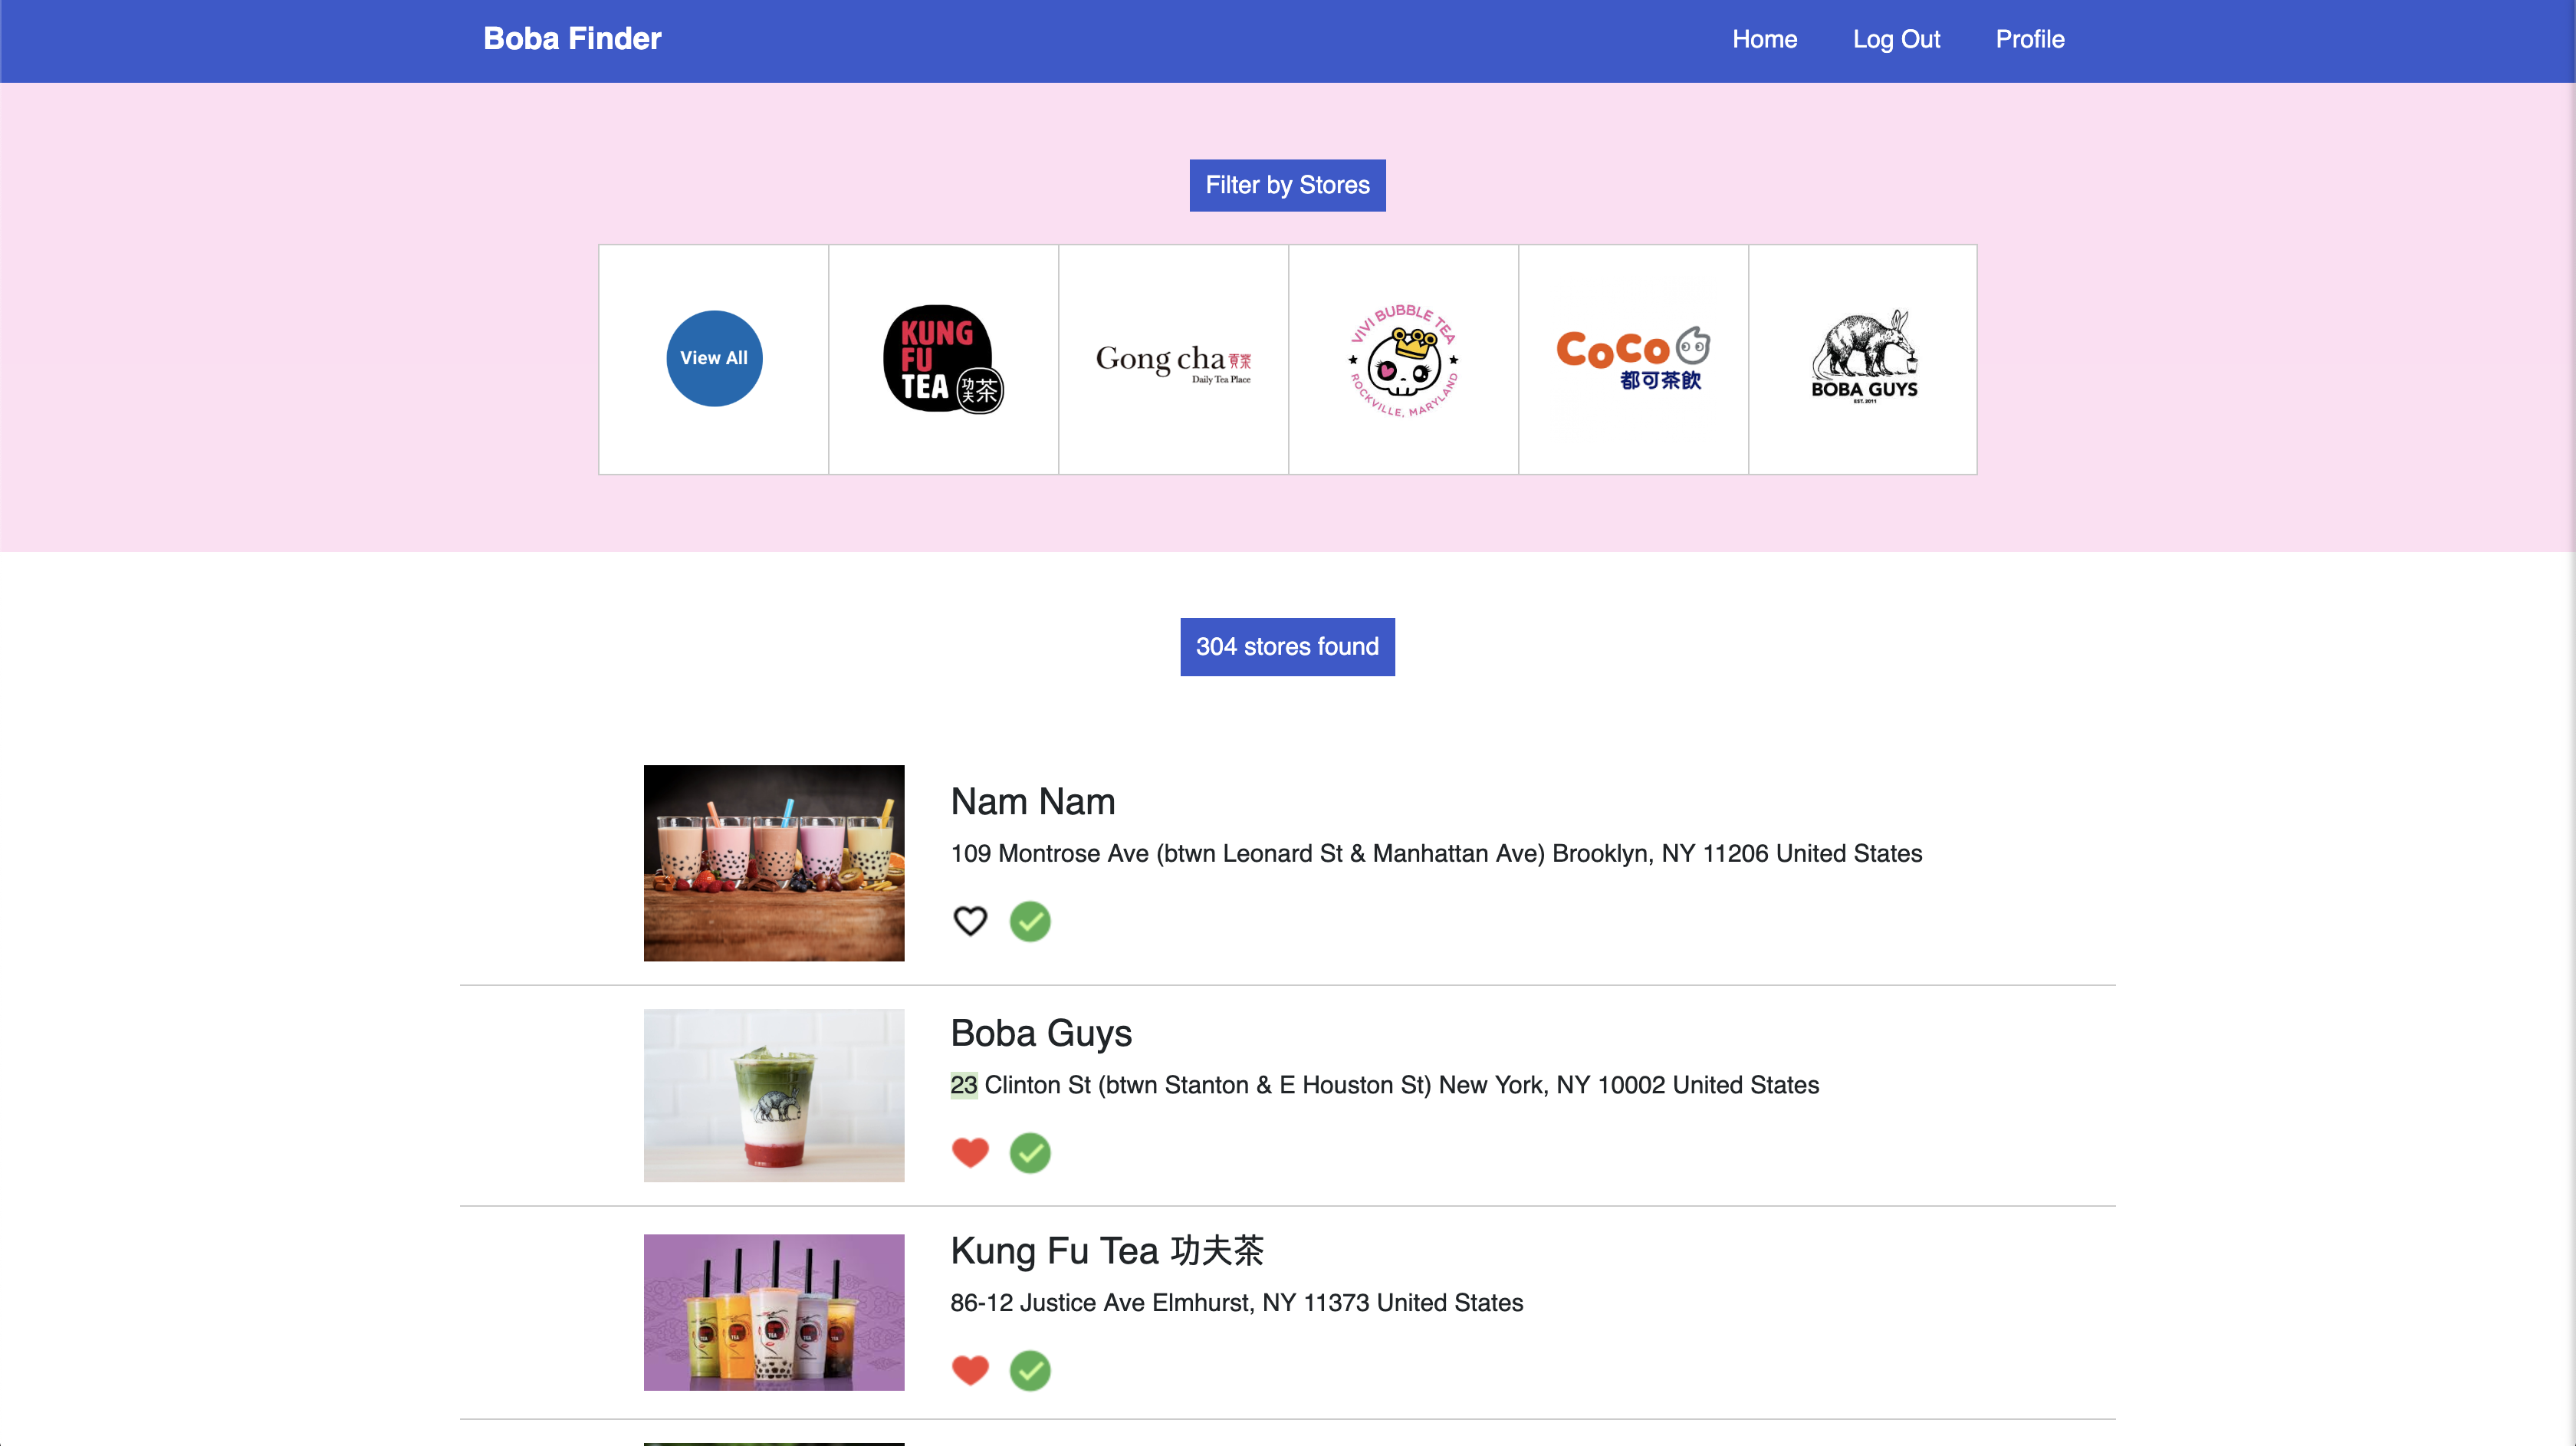 Boba Finder
Home
Log Out
Profile
Filter by Stores
View All
KUNG
FU
TEA
功夫茶
Gong cha 貢茶
Daily Tea Place
VIVI BUBBLE TEA
ROCKVILLE, MARYLAND
CoCo
都可茶飲
BOBA GUYS
EST. 2011
304 stores found
Nam Nam
109 Montrose Ave (btwn Leonard St & Manhattan Ave) Brooklyn, NY 11206 United States
Boba Guys
23 Clinton St (btwn Stanton & E Houston St) New York, NY 10002 United States
Kung Fu Tea 功夫茶
86-12 Justice Ave Elmhurst, NY 11373 United States